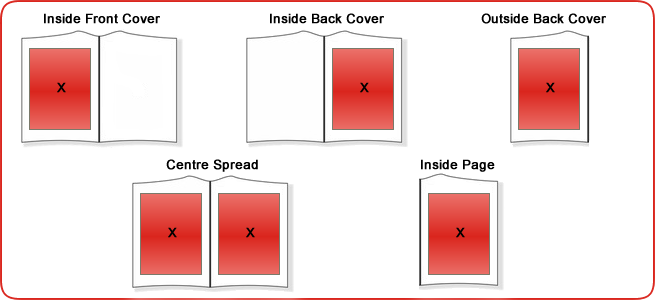 Inside Front Cover
Inside Back Cover
Outside Back Cover
X
X
X
Centre Spread
Inside Page
X
X
X